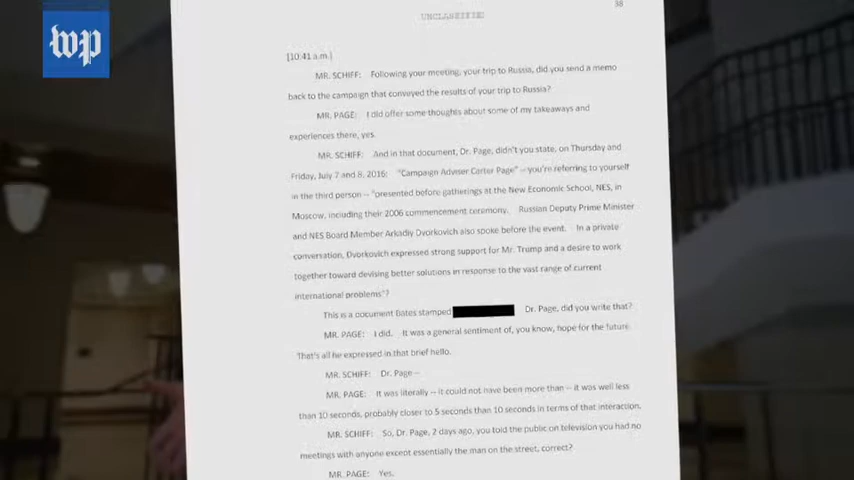 wp
UNCLASSIFIED
38
[10:41 a.m.]
MR. SCHIFF: Following your meeting, your trip to Russia, did you send a memo
back to the campaign that conveyed the results of your trip to Russia?
MR. PAGE: I did offer some thoughts about some of my takeaways and
experiences there, yes.
MR. SCHIFF: And in that document, Dr. Page, didn't you state, on Thursday and
Friday, July 7 and 8, 2016: "Campaign Adviser Carter Page" -- you're referring to yourself
in the third person -- "presented before gatherings at the New Economic School, NES, in
Moscow, including their 2006 commencement ceremony. Russian Deputy Prime Minister
and NES Board Member Arkadiy Dvorkovich also spoke before the event. In a private
conversation, Dvorkovich expressed strong support for Mr. Trump and a desire to work
together toward devising better solutions in response to the vast range of current
international problems"?
This is a document Bates stamped Dr. Page, did you write that?
MR. PAGE: I did. It was a general sentiment of, you know, hope for the future.
That's all he expressed in that brief hello.
MR. SCHIFF: Dr. Page --
MR. PAGE: It was literally -- it could not have been more than -- it was well less
than 10 seconds, probably closer to 5 seconds than 10 seconds in terms of that interaction.
MR. SCHIFF: So, Dr. Page, 2 days ago, you told the public on television you had no
meetings with anyone except essentially the man on the street, correct?
MR. PAGE: Yes.